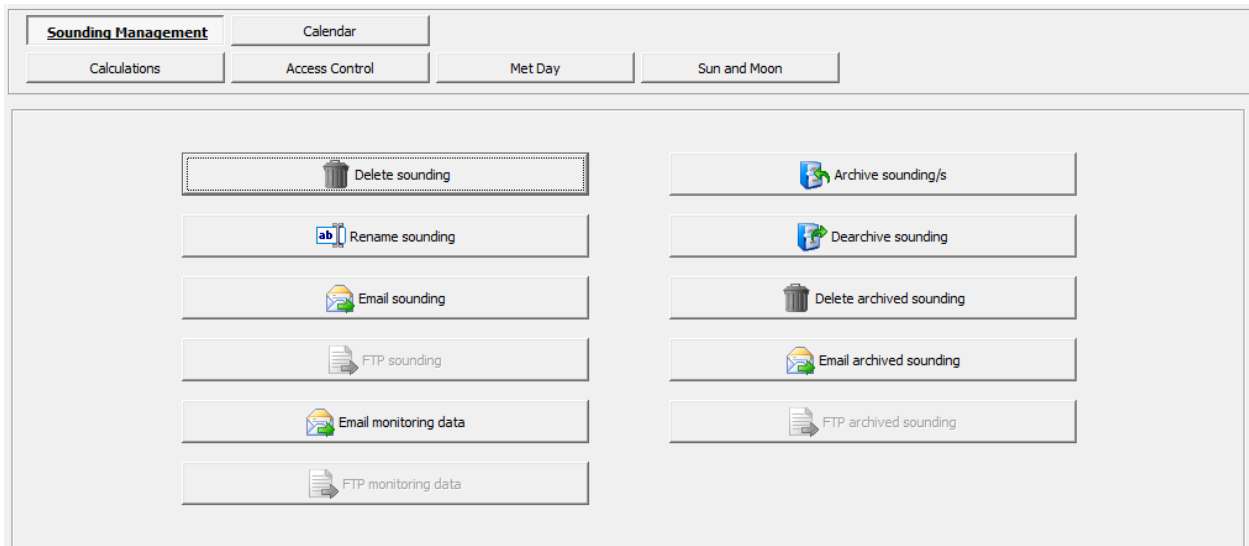 Sounding Management
Calendar
Calculations
Access Control
Met Day
Sun and Moon
Delete sounding
Archive sounding/s
ab Rename sounding
Dearchive sounding
Email sounding
Delete archived sounding
FTP sounding
Email archived sounding
Email monitoring data
FTP archived sounding
FTP monitoring data